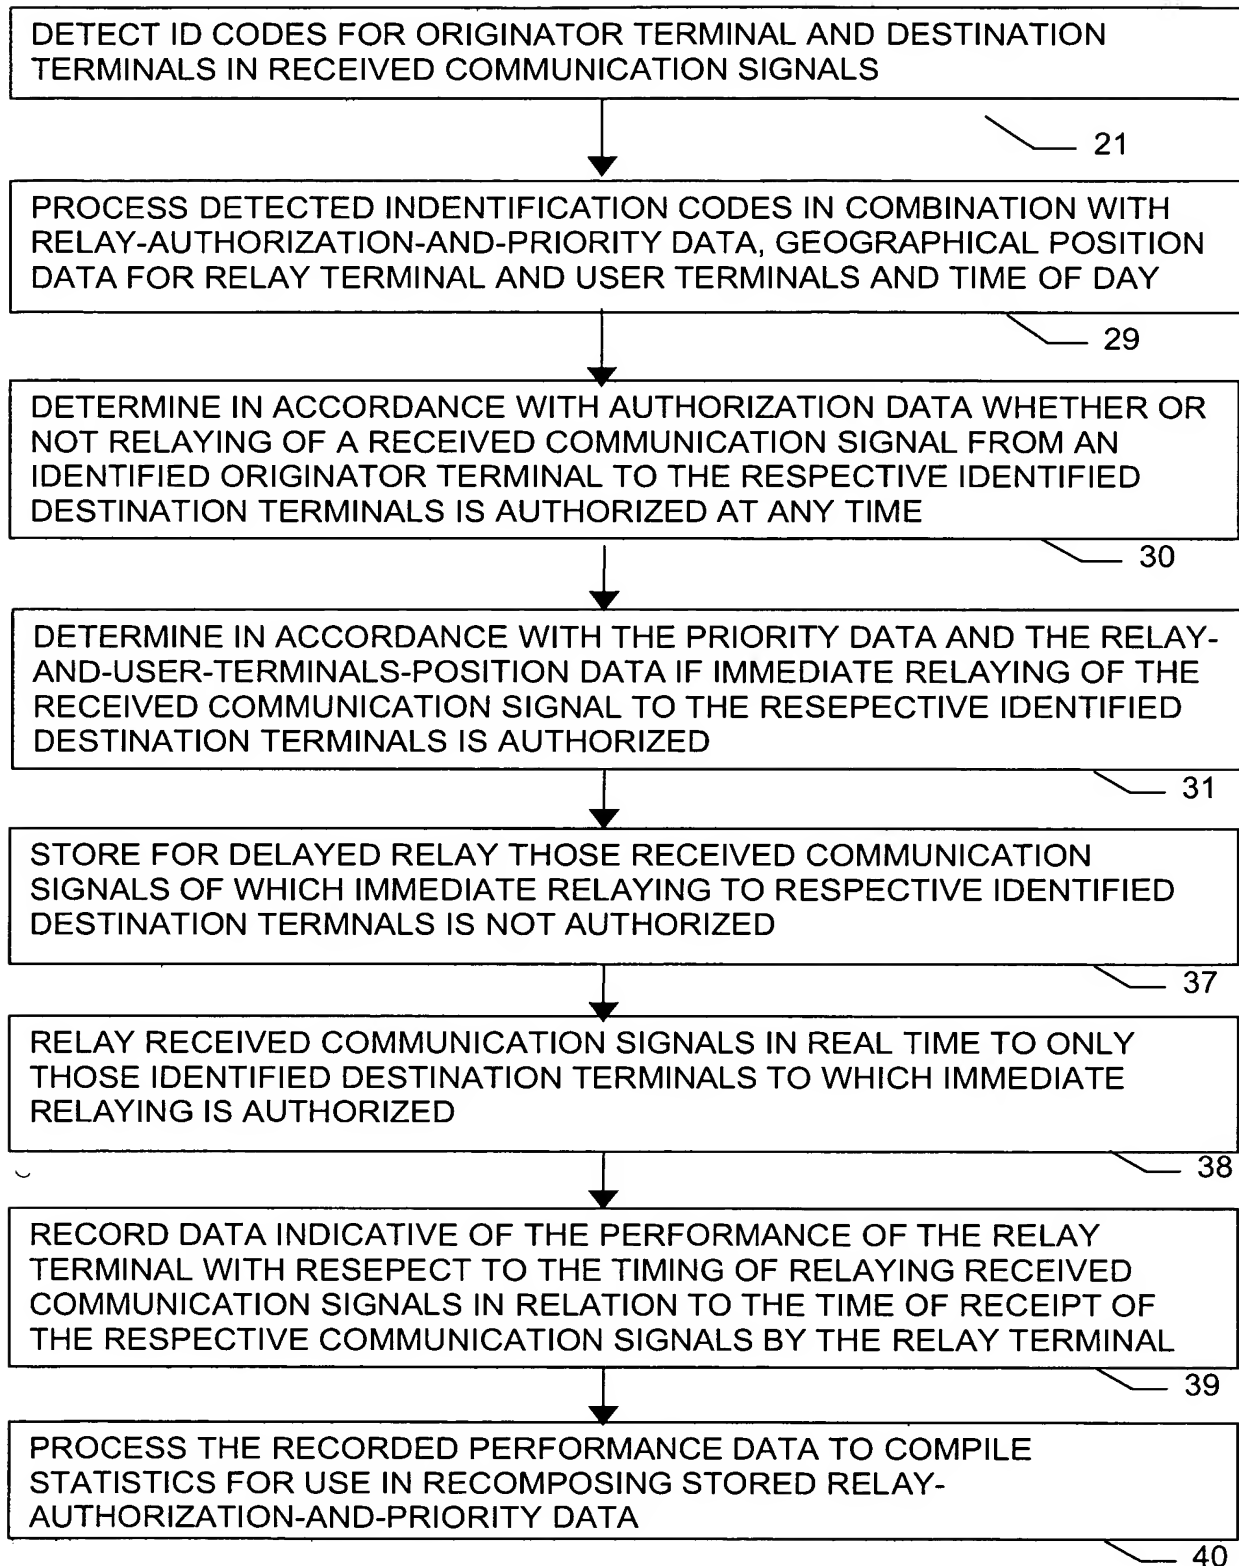 DETECT ID CODES FOR ORIGINATOR TERMINAL AND DESTINATION
TERMINALS IN RECEIVED COMMUNICATION SIGNALS
21
PROCESS DETECTED INDENTIFICATION CODES IN COMBINATION WITH
RELAY-AUTHORIZATION-AND-PRIORITY DATA, GEOGRAPHICAL POSITION
DATA FOR RELAY TERMINAL AND USER TERMINALS AND TIME OF DAY
29
DETERMINE IN ACCORDANCE WITH AUTHORIZATION DATA WHETHER OR
NOT RELAYING OF A RECEIVED COMMUNICATION SIGNAL FROM AN
IDENTIFIED ORIGINATOR TERMINAL TO THE RESPECTIVE IDENTIFIED
DESTINATION TERMINALS IS AUTHORIZED AT ANY TIME
30
DETERMINE IN ACCORDANCE WITH THE PRIORITY DATA AND THE RELAY-
AND-USER-TERMINALS-POSITION DATA IF IMMEDIATE RELAYING OF THE
RECEIVED COMMUNICATION SIGNAL TO THE RESEPECTIVE IDENTIFIED
DESTINATION TERMINALS IS AUTHORIZED
31
STORE FOR DELAYED RELAY THOSE RECEIVED COMMUNICATION
SIGNALS OF WHICH IMMEDIATE RELAYING TO RESPECTIVE IDENTIFIED
DESTINATION TERMNALS IS NOT AUTHORIZED
37
RELAY RECEIVED COMMUNICATION SIGNALS IN REAL TIME TO ONLY
THOSE IDENTIFIED DESTINATION TERMINALS TO WHICH IMMEDIATE
RELAYING IS AUTHORIZED
38
RECORD DATA INDICATIVE OF THE PERFORMANCE OF THE RELAY
TERMINAL WITH RESEPECT TO THE TIMING OF RELAYING RECEIVED
COMMUNICATION SIGNALS IN RELATION TO THE TIME OF RECEIPT OF
THE RESPECTIVE COMMUNICATION SIGNALS BY THE RELAY TERMINAL
39
PROCESS THE RECORDED PERFORMANCE DATA TO COMPILE
STATISTICS FOR USE IN RECOMPOSING STORED RELAY-
AUTHORIZATION-AND-PRIORITY DATA
40